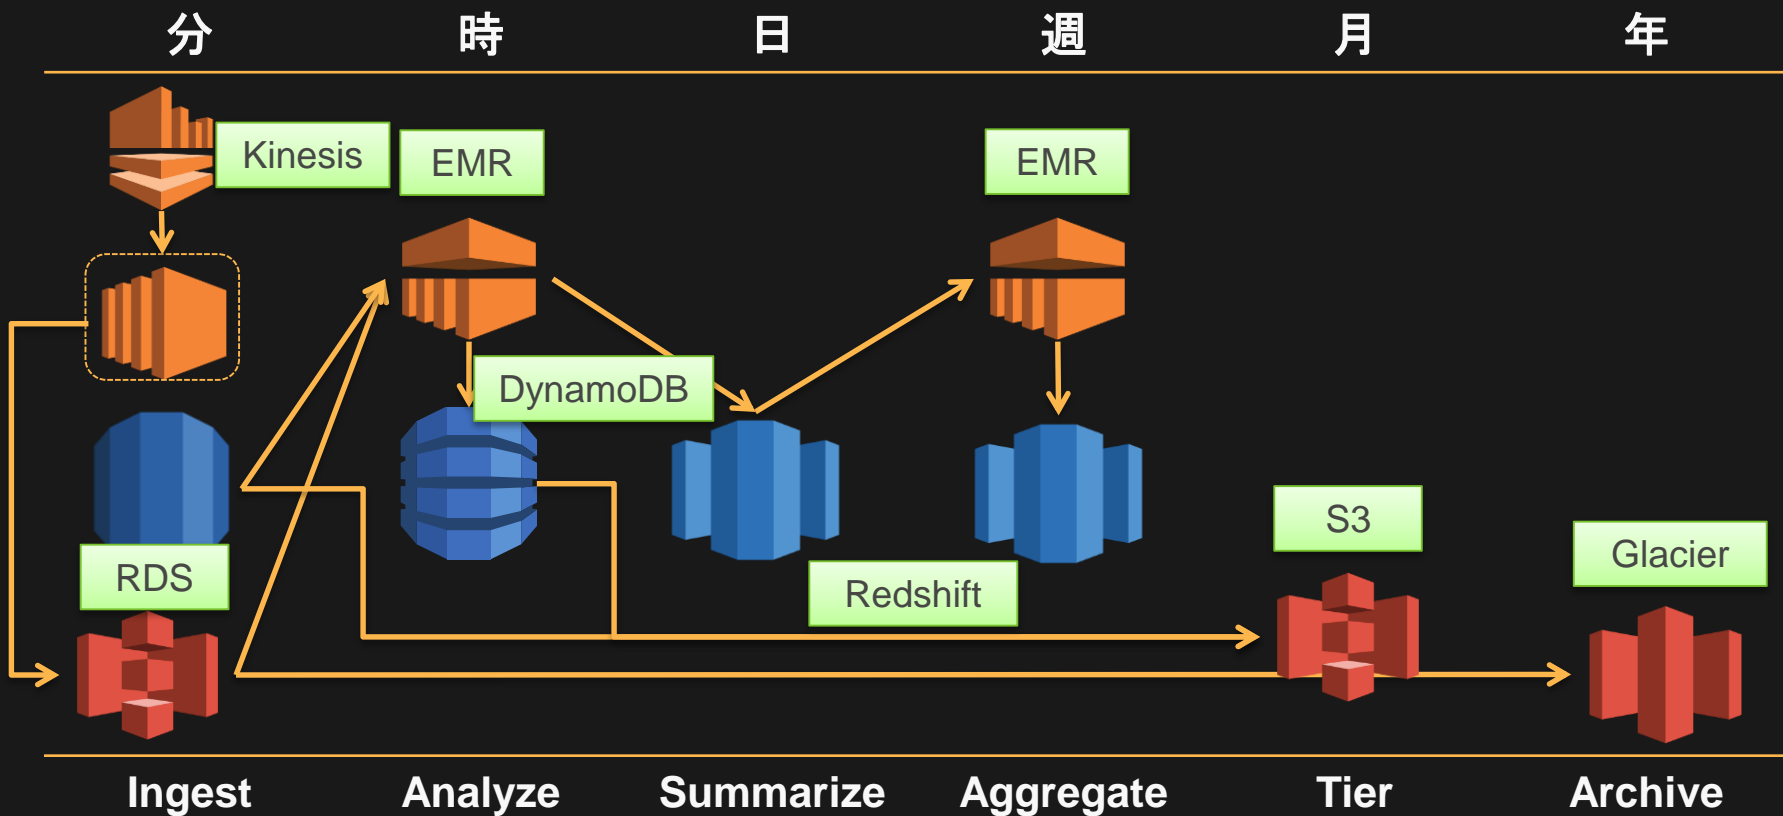 分 時 日 週 月 年
Kinesis
EMR
EMR
DynamoDB
S3
Glacier
RDS
Redshift
Ingest Analyze Summarize Aggregate Tier Archive